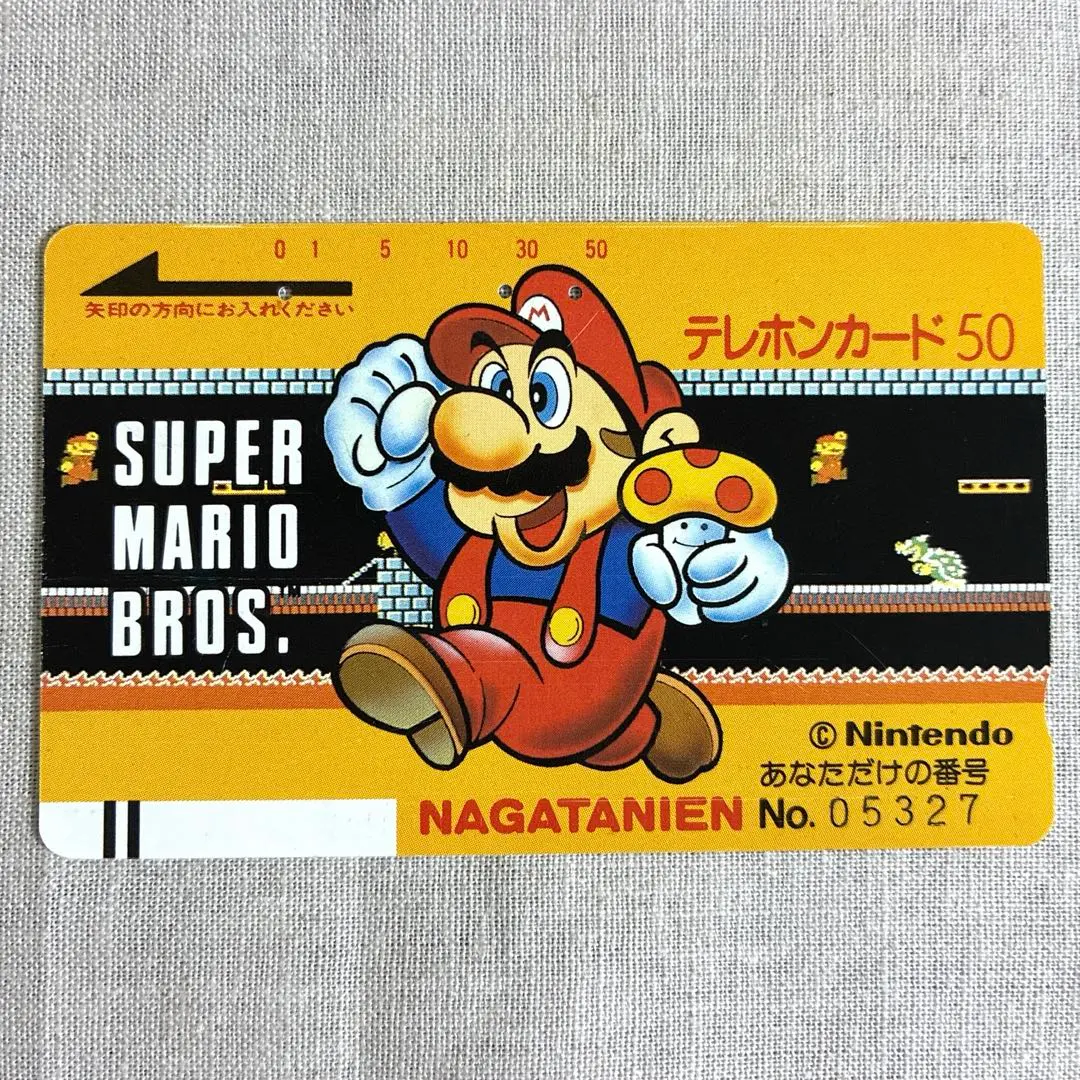 0 1 5 10 30 50
矢印の方向にお入れください
テレホンカード50
SUPER
MARIO
BROS.™
M
© Nintendo
あなただけの番号
NAGATANIEN No. 05327